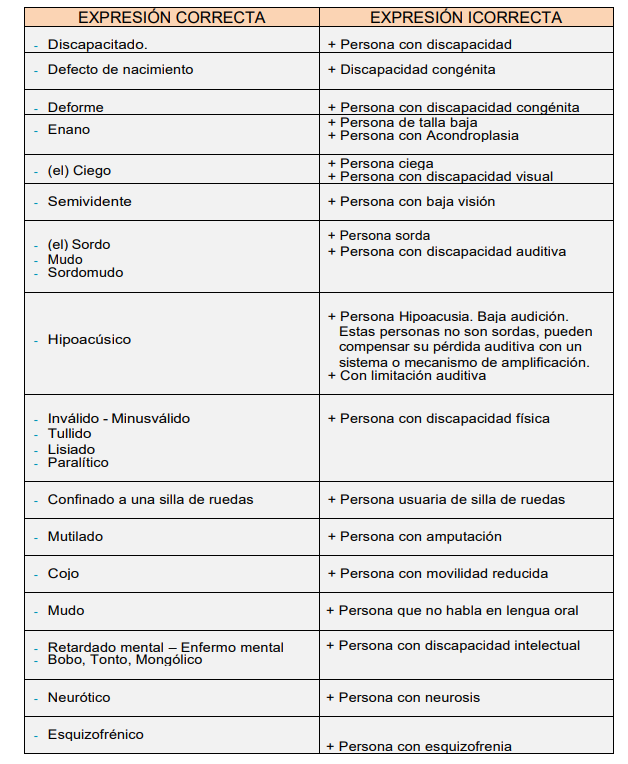 EXPRESIÓN CORRECTA EXPRESIÓN ICORRECTA
- Discapacitado. + Persona con discapacidad
- Defecto de nacimiento + Discapacidad congénita
- Deforme + Persona con discapacidad congénita
- Enano + Persona de talla baja
+ Persona con Acondroplasia
- (el) Ciego + Persona ciega
+ Persona con discapacidad visual
- Semividente + Persona con baja visión
- (el) Sordo + Persona sorda
- Mudo + Persona con discapacidad auditiva
- Sordomudo
- Hipoacúsico + Persona Hipoacusia. Baja audición.
Estas personas no son sordas, pueden
compensar su pérdida auditiva con un
sistema o mecanismo de amplificación.
+ Con limitación auditiva
- Inválido - Minusválido + Persona con discapacidad física
- Tullido
- Lisiado
- Paralítico
- Confinado a una silla de ruedas + Persona usuaria de silla de ruedas
- Mutilado + Persona con amputación
- Cojo + Persona con movilidad reducida
- Mudo + Persona que no habla en lengua oral
- Retardado mental – Enfermo mental + Persona con discapacidad intelectual
- Bobo, Tonto, Mongólico
- Neurótico + Persona con neurosis
- Esquizofrénico + Persona con esquizofrenia